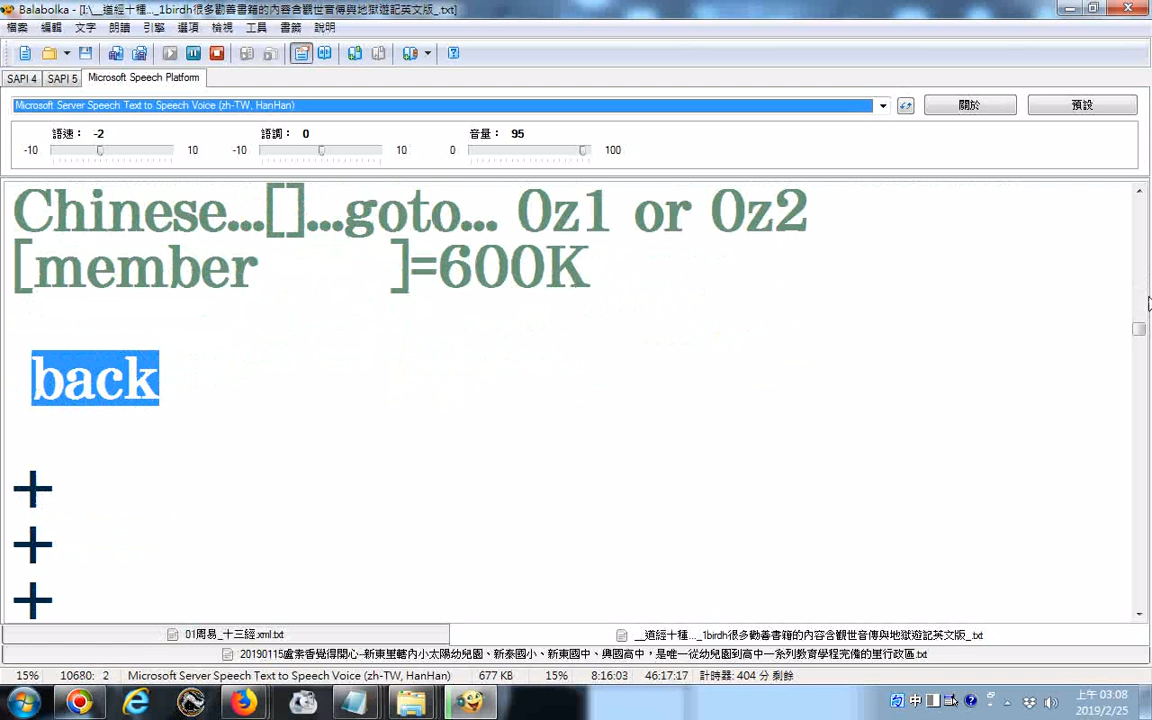 Balabolka - [I:\__道經十種..._1birdh很多勸善書籍的內容含觀世音傳與地獄遊記英文版_.txt]
檔案 編輯 文字 朗讀 引擎 選項 檢視 工具 書籤 說明
SAPI 4 SAPI 5 Microsoft Speech Platform
Microsoft Server Speech Text to Speech Voice (zh-TW, HanHan) 關於 預設
語速： -2 語調： 0 音量： 95
-10 10 -10 10 0 100
Chinese...[]...goto... 0z1 or 0z2
[member ]=600K
back
+
+
+
01周易_十三經.xml.txt __道經十種..._1birdh很多勸善書籍的內容含觀世音傳與地獄遊記英文版_.txt
20190115盧素香覺得開心-新東里轄內小太陽幼兒園、新泰國小、新東國中、興國高中，是唯一從幼兒園到高中一系列教育學程完備的里行政區.txt
15% 10680: 2 Microsoft Server Speech Text to Speech Voice (zh-TW, HanHan) 677 KB 15% 8:16:03 46:17:17 計時器: 404 分 剩餘
中 上午 03:08
2019/2/25